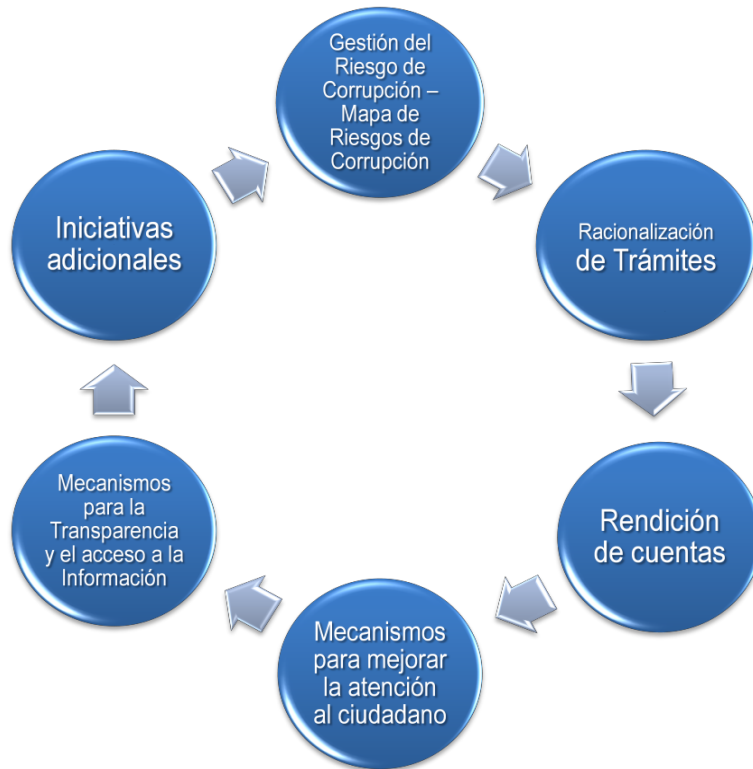 Gestión del
Riesgo de
Corrupción –
Mapa de
Riesgos de
Corrupción
Racionalización
de Trámites
Rendición
de cuentas
Mecanismos
para mejorar
la atención
al ciudadano
Mecanismos
para la
Transparencia
y el acceso a la
Información
Iniciativas
adicionales